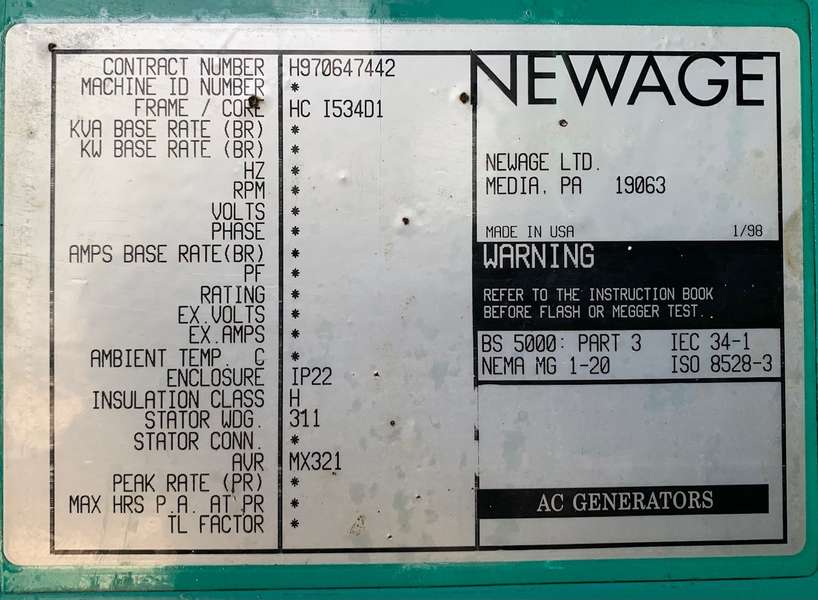 CONTRACT NUMBER H970647442
MACHINE ID NUMBER *
FRAME / CORE HC I534D1
KVA BASE RATE (BR) *
KW BASE RATE (BR) *
HZ *
RPM *
VOLTS *
PHASE *
AMPS BASE RATE(BR) *
PF *
RATING *
EX.VOLTS *
EX.AMPS *
AMBIENT TEMP. C *
ENCLOSURE IP22
INSULATION CLASS H
STATOR WDG. 311
STATOR CONN. *
AVR MX321
PEAK RATE (PR) *
MAX HRS P.A. AT PR *
TL FACTOR *
NEWAGE
NEWAGE LTD.
MEDIA, PA 19063
MADE IN USA 1/98
WARNING
REFER TO THE INSTRUCTION BOOK
BEFORE FLASH OR MEGGER TEST.
BS 5000: PART 3 IEC 34-1
NEMA MG 1-20 ISO 8528-3
AC GENERATORS